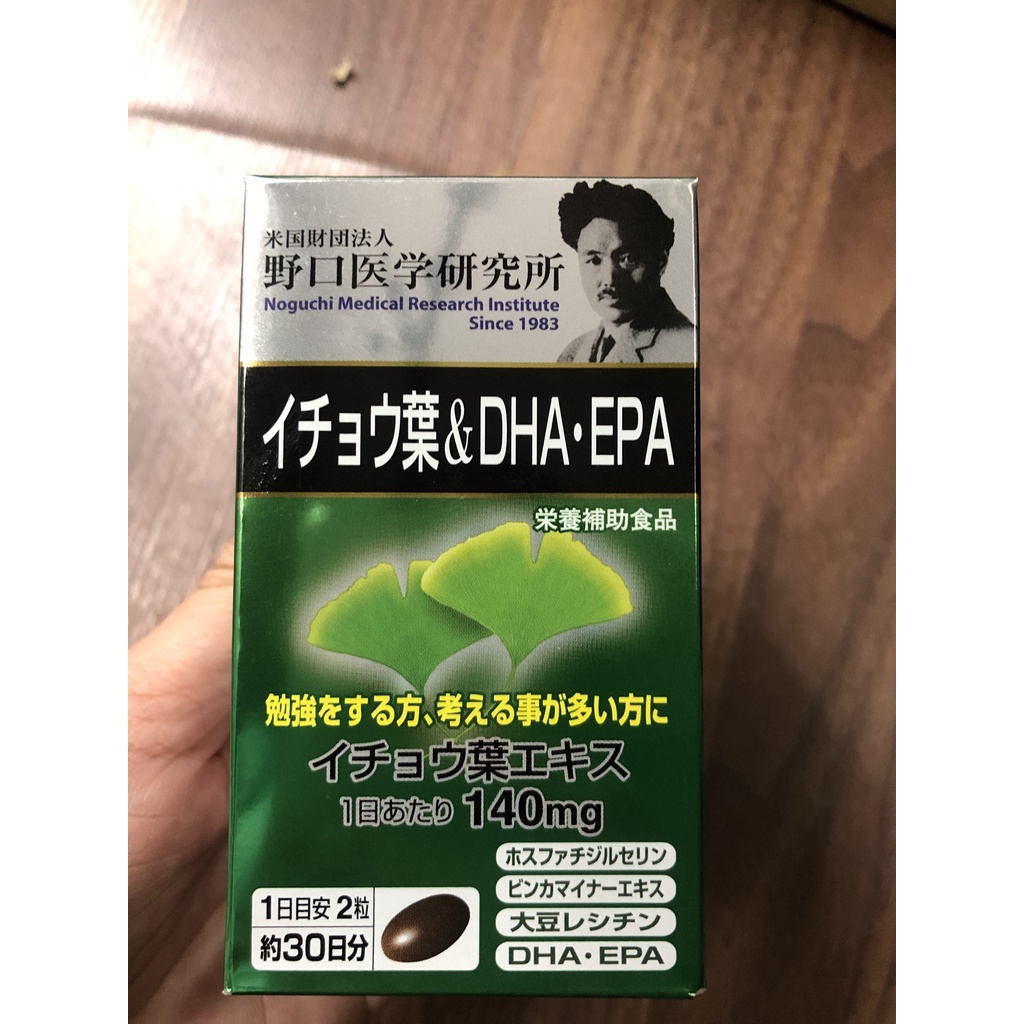 米国財団法人
野口医学研究所
Noguchi Medical Research Institute
Since 1983
イチョウ葉&DHA・EPA
栄養補助食品
勉強をする方、考える事が多い方に
イチョウ葉エキス
1日あたり 140mg
ホスファチジルセリン
ビンカマイナーエキス
大豆レシチン
DHA・EPA
1日目安 2粒
約30日分